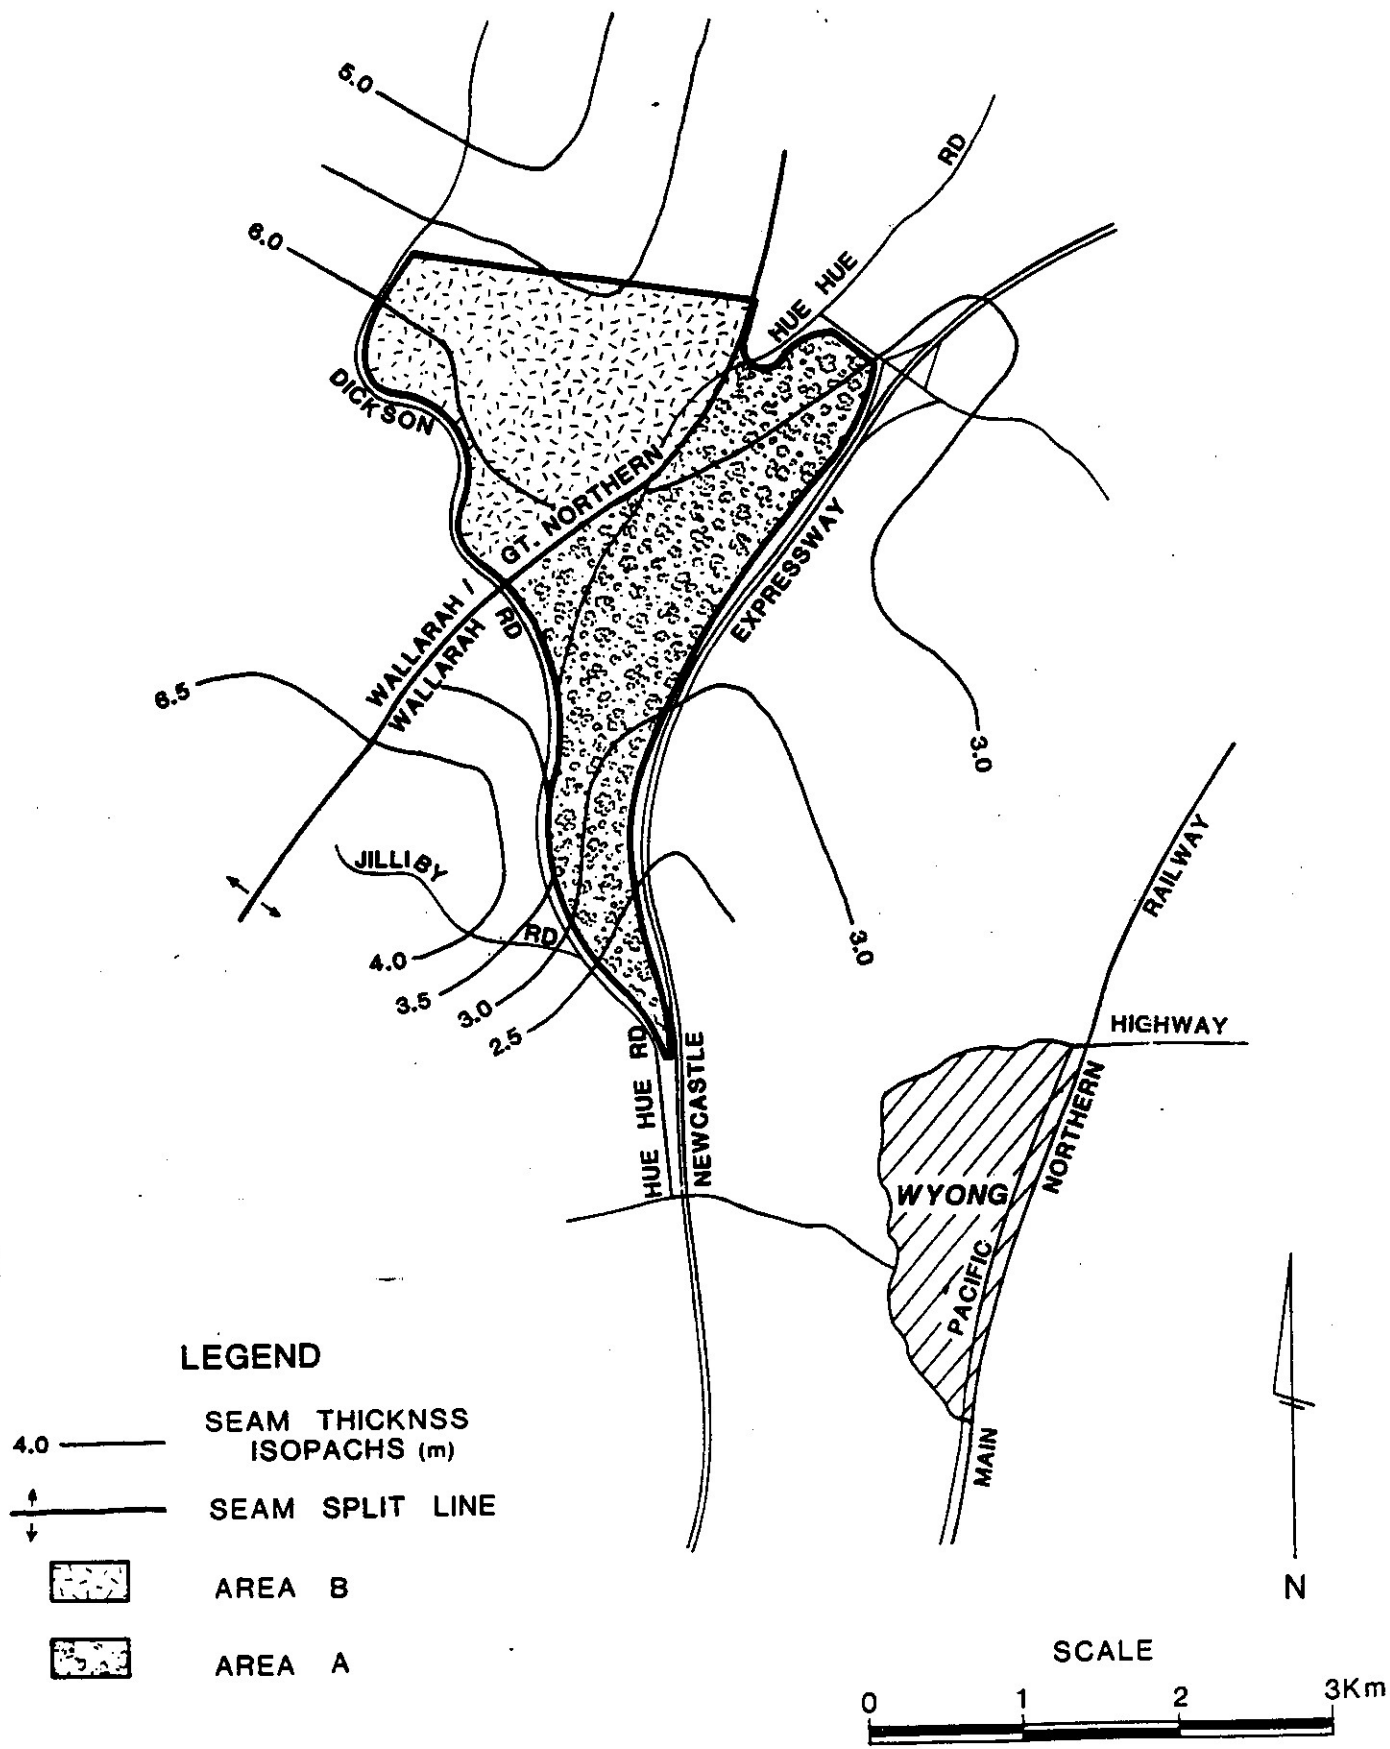 5.0
RD
6.0
HUE HUE
DICKSON
GT. NORTHERN
WALLARAH /
WALLARAH
RD
EXPRESSWAY
6.5
3.0
JILLIBY
RD
RAILWAY
4.0
3.5
3.0
2.5
3.0
HIGHWAY
HUE HUE RD
NEWCASTLE
NORTHERN
WYONG
PACIFIC
MAIN
LEGEND
4.0
SEAM THICKNSS
ISOPACHS (m)
SEAM SPLIT LINE
AREA B
AREA A
N
SCALE
0 1 2 3Km